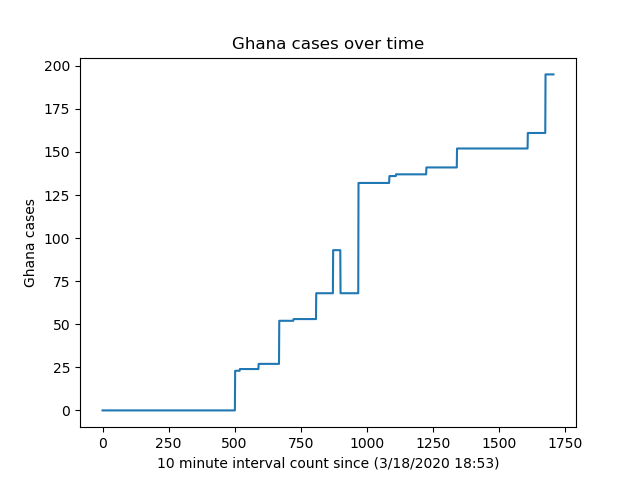 Ghana cases over time
200
175
150
125
100
75
50
25
0
Ghana cases
0 250 500 750 1000 1250 1500 1750
10 minute interval count since (3/18/2020 18:53)